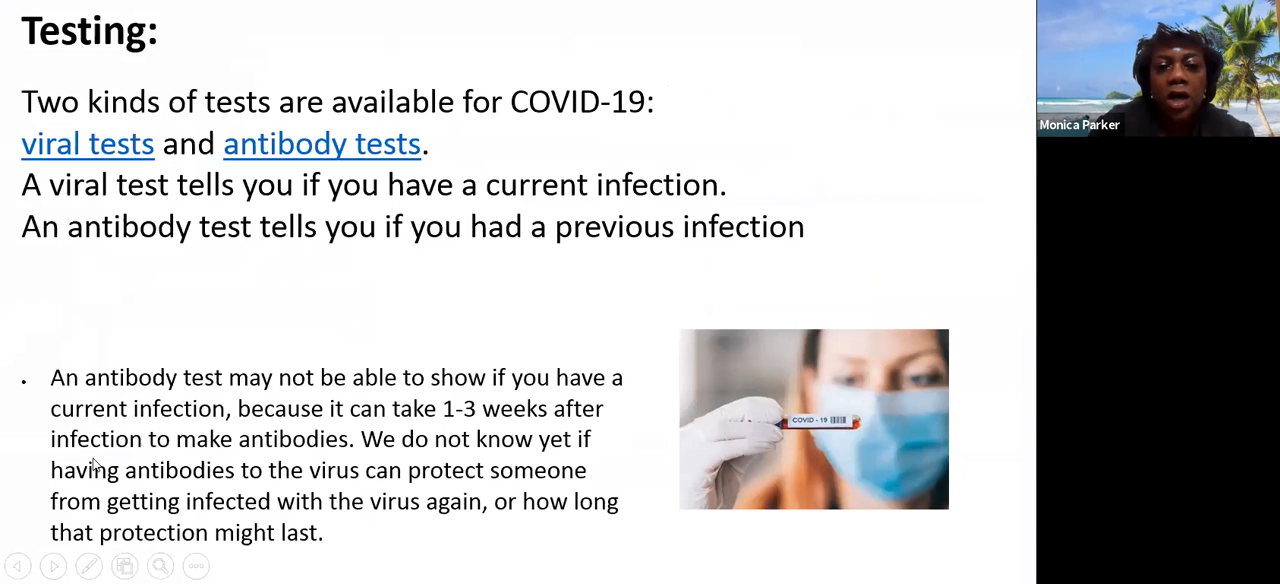 Testing:
Two kinds of tests are available for COVID-19:
viral tests and antibody tests.
A viral test tells you if you have a current infection.
An antibody test tells you if you had a previous infection
• An antibody test may not be able to show if you have a
current infection, because it can take 1-3 weeks after
infection to make antibodies. We do not know yet if
having antibodies to the virus can protect someone
from getting infected with the virus again, or how long
that protection might last.
COVID - 19
Monica Parker